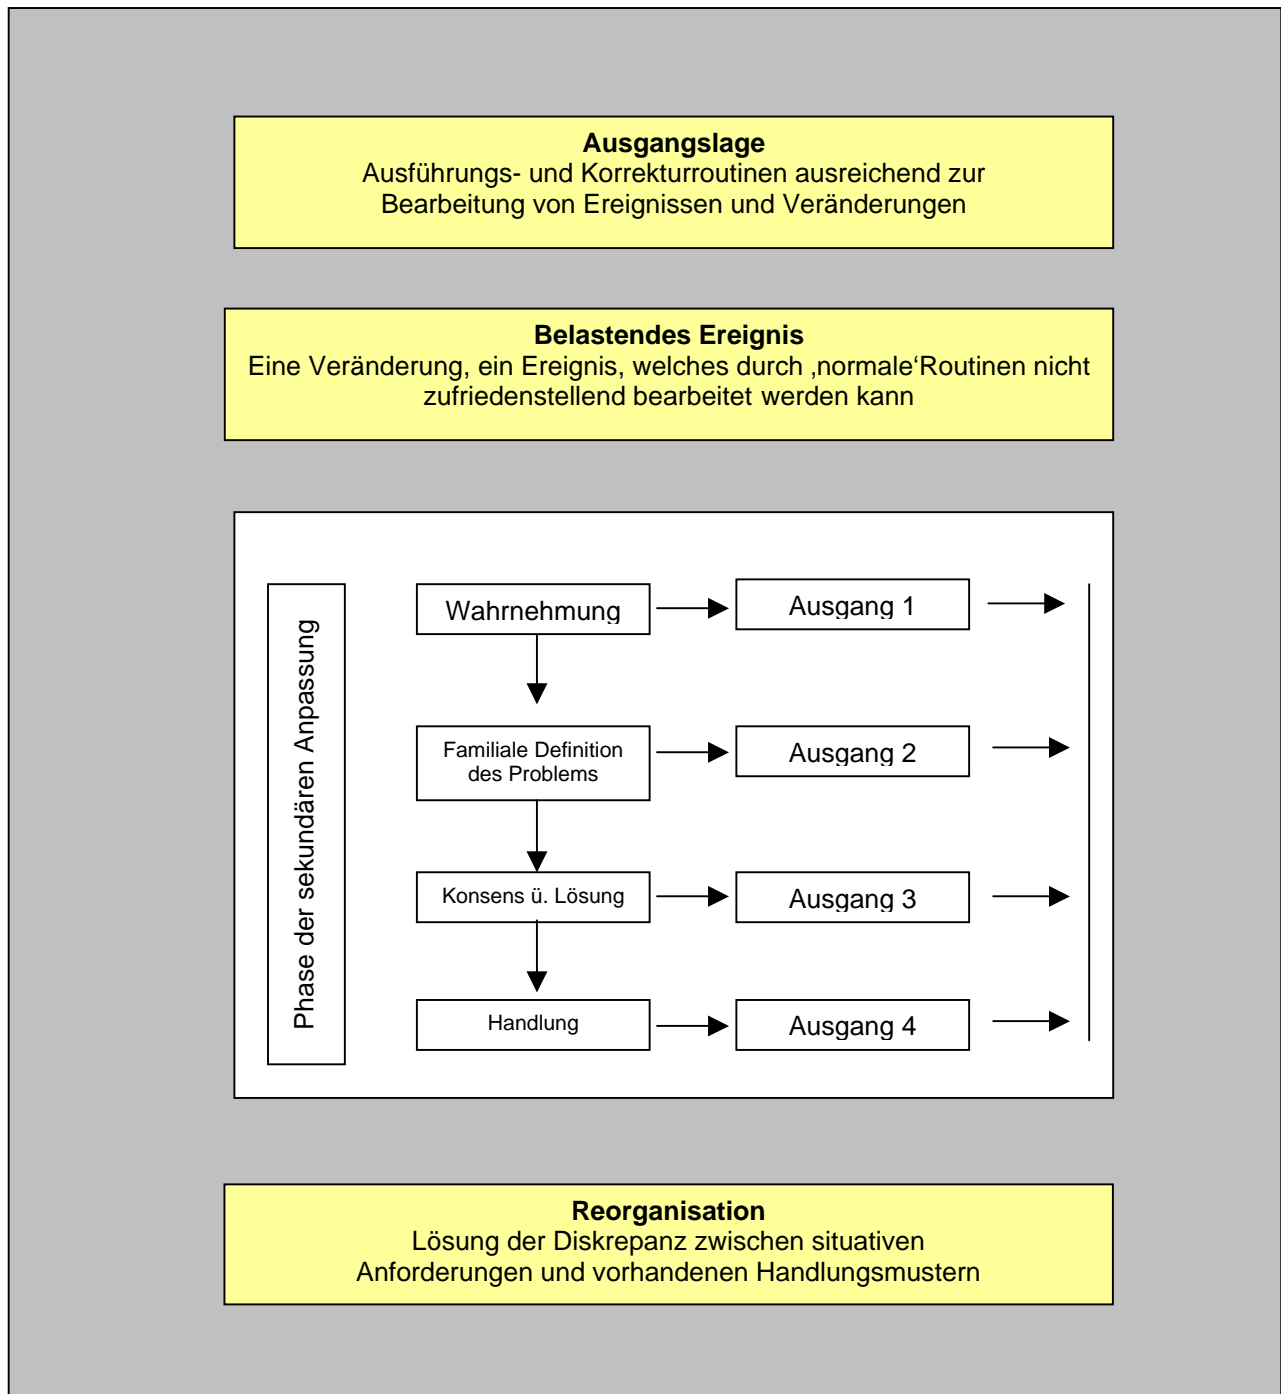 Ausgangslage
Ausführungs- und Korrekturroutinen ausreichend zur
Bearbeitung von Ereignissen und Veränderungen
Belastendes Ereignis
Eine Veränderung, ein Ereignis, welches durch ‚normale‘Routinen nicht
zufriedenstellend bearbeitet werden kann
Phase der sekundären Anpassung
Wahrnehmung
Ausgang 1
Familiale Definition
des Problems
Ausgang 2
Konsens ü. Lösung
Ausgang 3
Handlung
Ausgang 4
Reorganisation
Lösung der Diskrepanz zwischen situativen
Anforderungen und vorhandenen Handlungsmustern